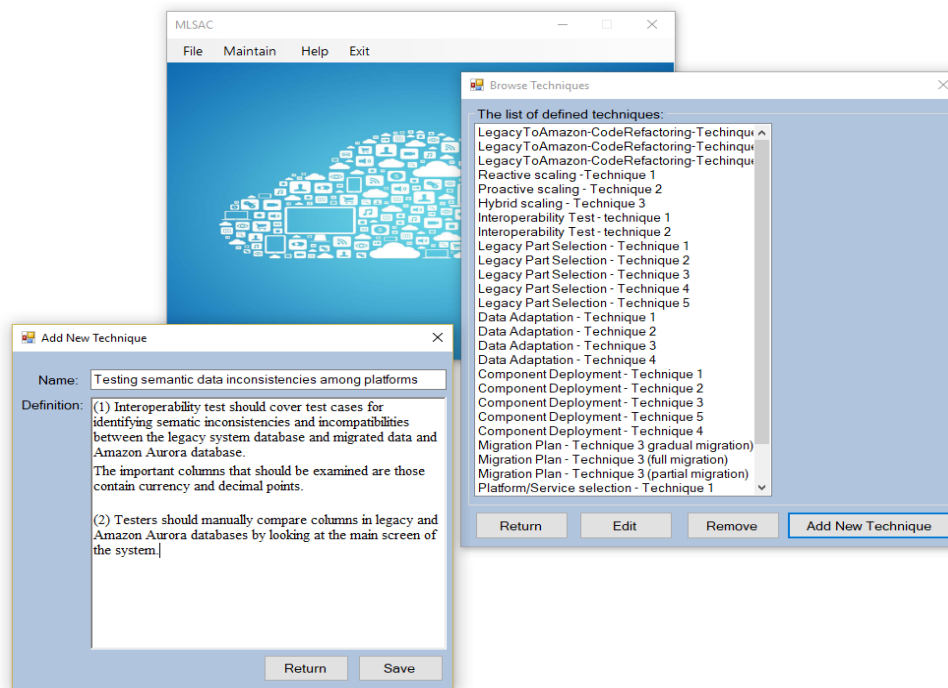 MLSAC
File Maintain Help Exit
Browse Techniques
The list of defined techniques:
LegacyToAmazon-CodeRefactoring-Techinque
LegacyToAmazon-CodeRefactoring-Techinque
LegacyToAmazon-CodeRefactoring-Techinque
Reactive scaling -Technique 1
Proactive scaling - Technique 2
Hybrid scaling - Technique 3
Interoperability Test - technique 1
Interoperability Test - technique 2
Legacy Part Selection - Technique 1
Legacy Part Selection - Technique 2
Legacy Part Selection - Technique 3
Legacy Part Selection - Technique 4
Legacy Part Selection - Technique 5
Data Adaptation - Technique 1
Data Adaptation - Technique 2
Data Adaptation - Technique 3
Data Adaptation - Technique 4
Component Deployment - Technique 1
Component Deployment - Technique 2
Component Deployment - Technique 3
Component Deployment - Technique 5
Component Deployment - Technique 4
Migration Plan - Technique 3 gradual migration)
Migration Plan - Technique 3 (full migration)
Migration Plan - Technique 3 (partial migration)
Platform/Service selection - Technique 1
Return Edit Remove Add New Technique
Add New Technique
Name: Testing semantic data inconsistencies among platforms
Definition: (1) Interoperability test should cover test cases for
identifying sematic inconsistencies and incompatibilities
between the legacy system database and migrated data and
Amazon Aurora database.
The important columns that should be examined are those
contain currency and decimal points.
(2) Testers should manually compare columns in legacy and
Amazon Aurora databases by looking at the main screen of
the system.
Return Save